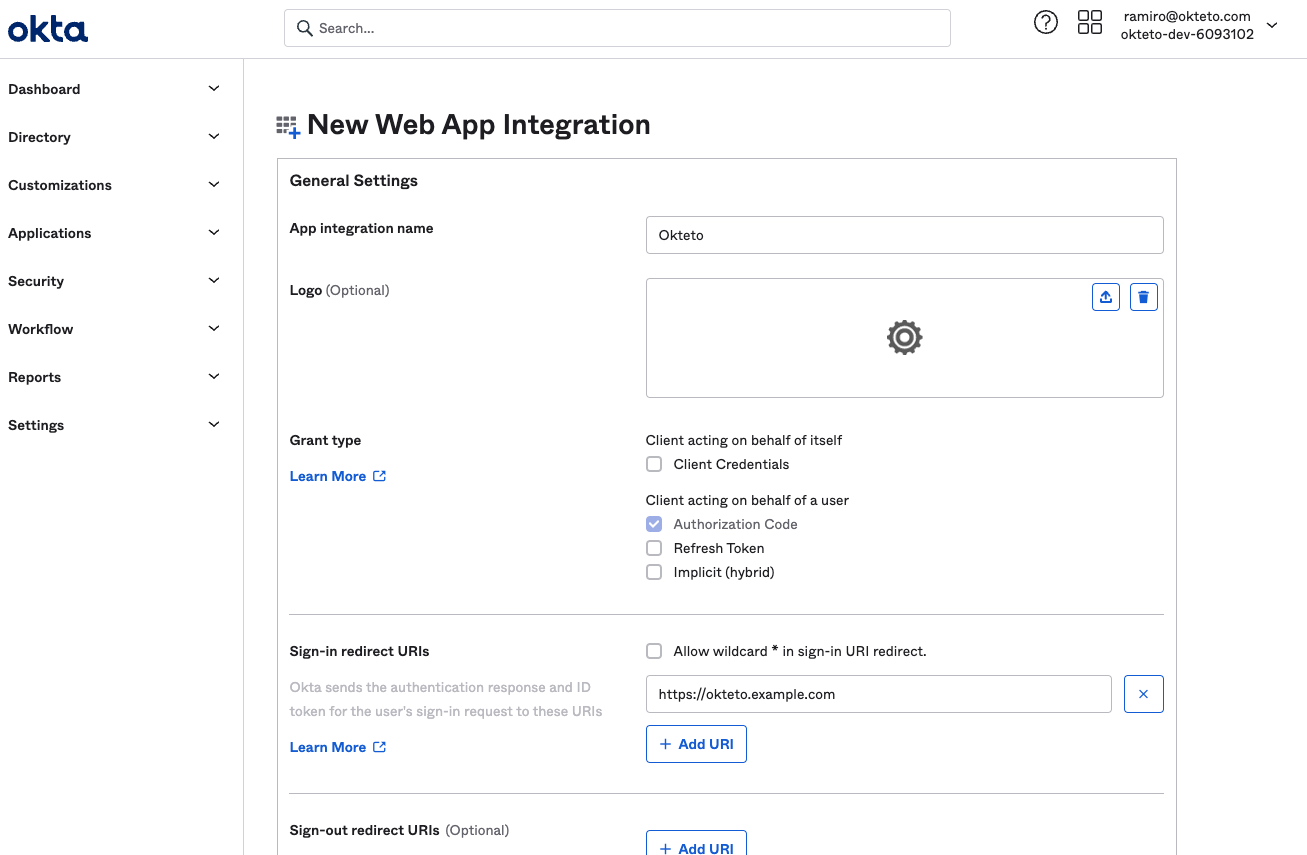 okta
Search...
ramiro@okteto.com
okteto-dev-6093102
Dashboard
Directory
Customizations
Applications
Security
Workflow
Reports
Settings
New Web App Integration
General Settings
App integration name
Okteto
Logo (Optional)
Grant type
Learn More
Client acting on behalf of itself
Client Credentials
Client acting on behalf of a user
Authorization Code
Refresh Token
Implicit (hybrid)
Sign-in redirect URIs
Okta sends the authentication response and ID
token for the user's sign-in request to these URIs
Learn More
Allow wildcard * in sign-in URI redirect.
https://okteto.example.com
+ Add URI
Sign-out redirect URIs (Optional)
+ Add URI